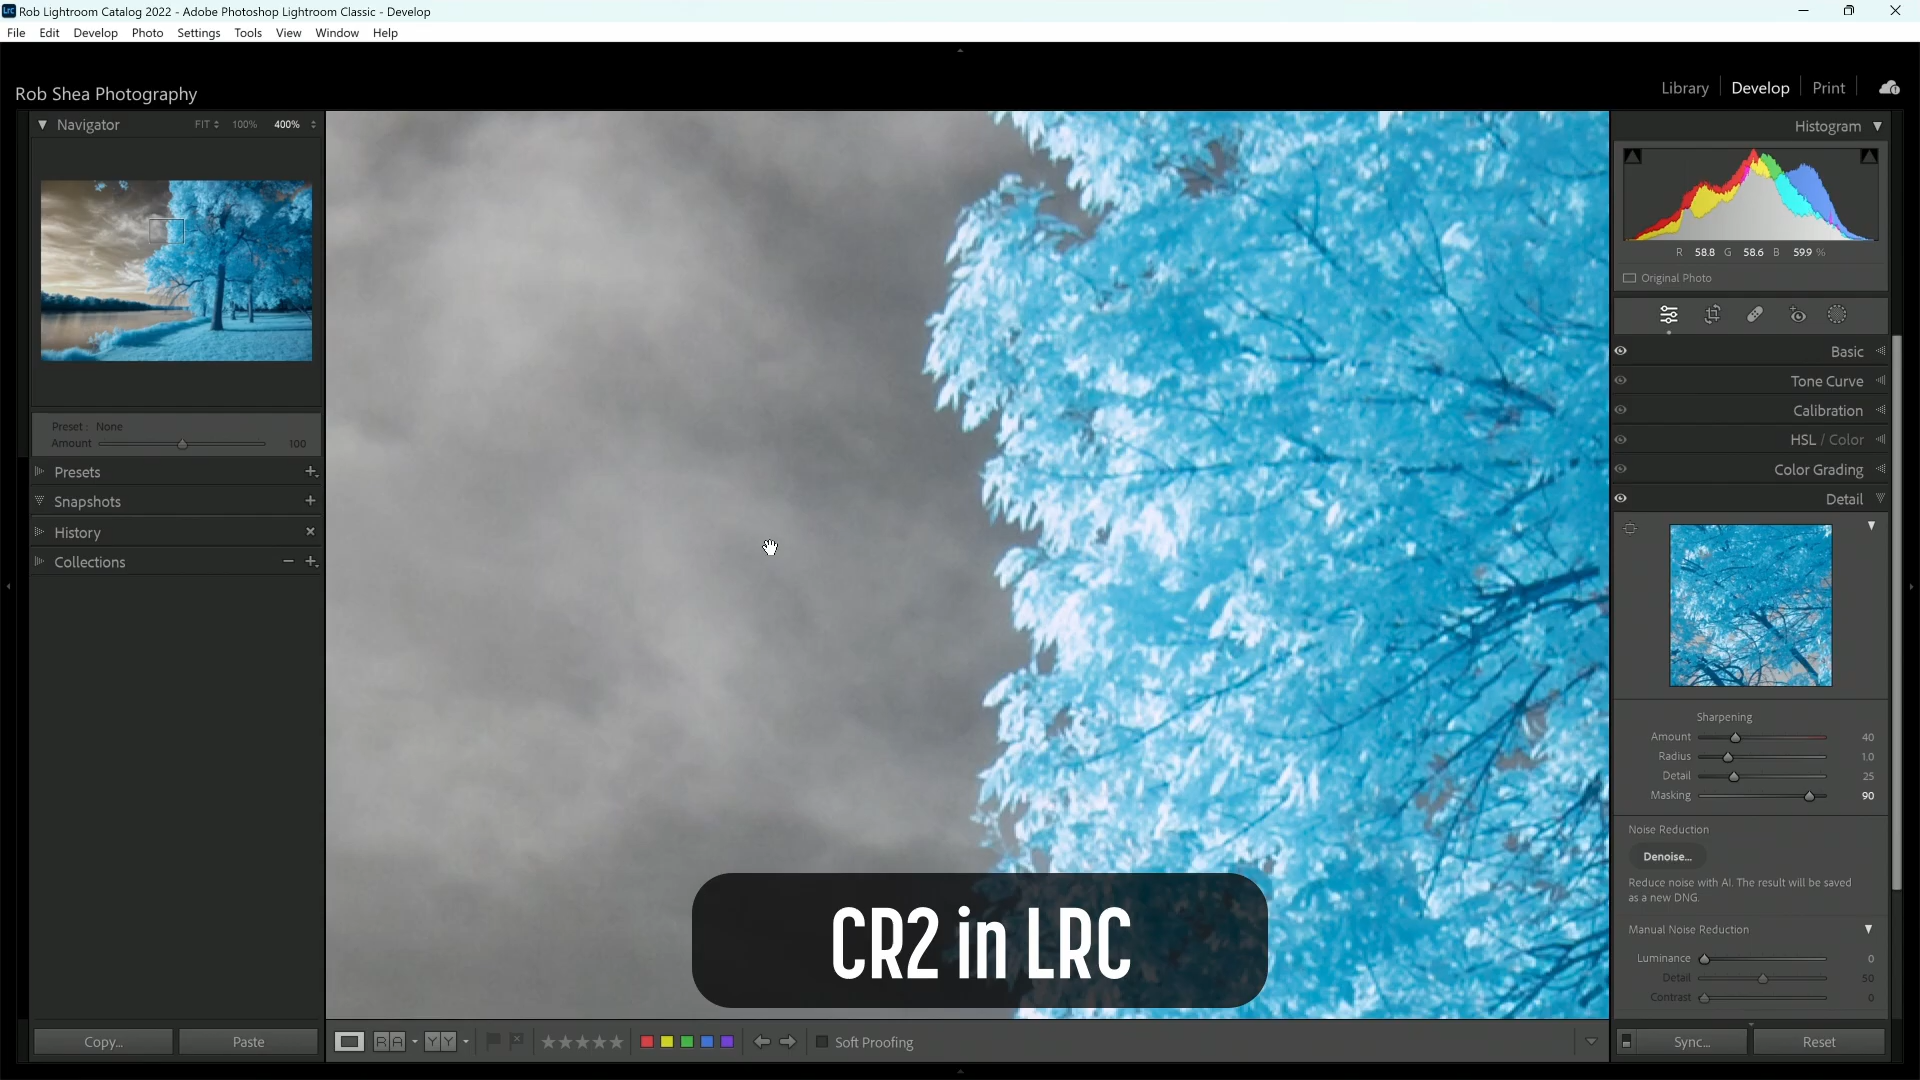 Lrc Rob Lightroom Catalog 2022 - Adobe Photoshop Lightroom Classic - Develop
File Edit Develop Photo Settings Tools View Window Help
Rob Shea Photography
Library Develop Print
Navigator FIT 100% 400%
Preset : None
Amount 100
Presets
Snapshots
History
Collections
Copy... Paste
CR2 in LRC
R A Y Y Soft Proofing
Histogram
R 58.8 G 58.6 B 59.9 %
Original Photo
Basic
Tone Curve
Calibration
HSL / Color
Color Grading
Detail
Sharpening
Amount 40
Radius 1.0
Detail 25
Masking 90
Noise Reduction
Denoise...
Reduce noise with AI. The result will be saved
as a new DNG.
Manual Noise Reduction
Luminance 0
Detail 50
Contrast 0
Sync... Reset